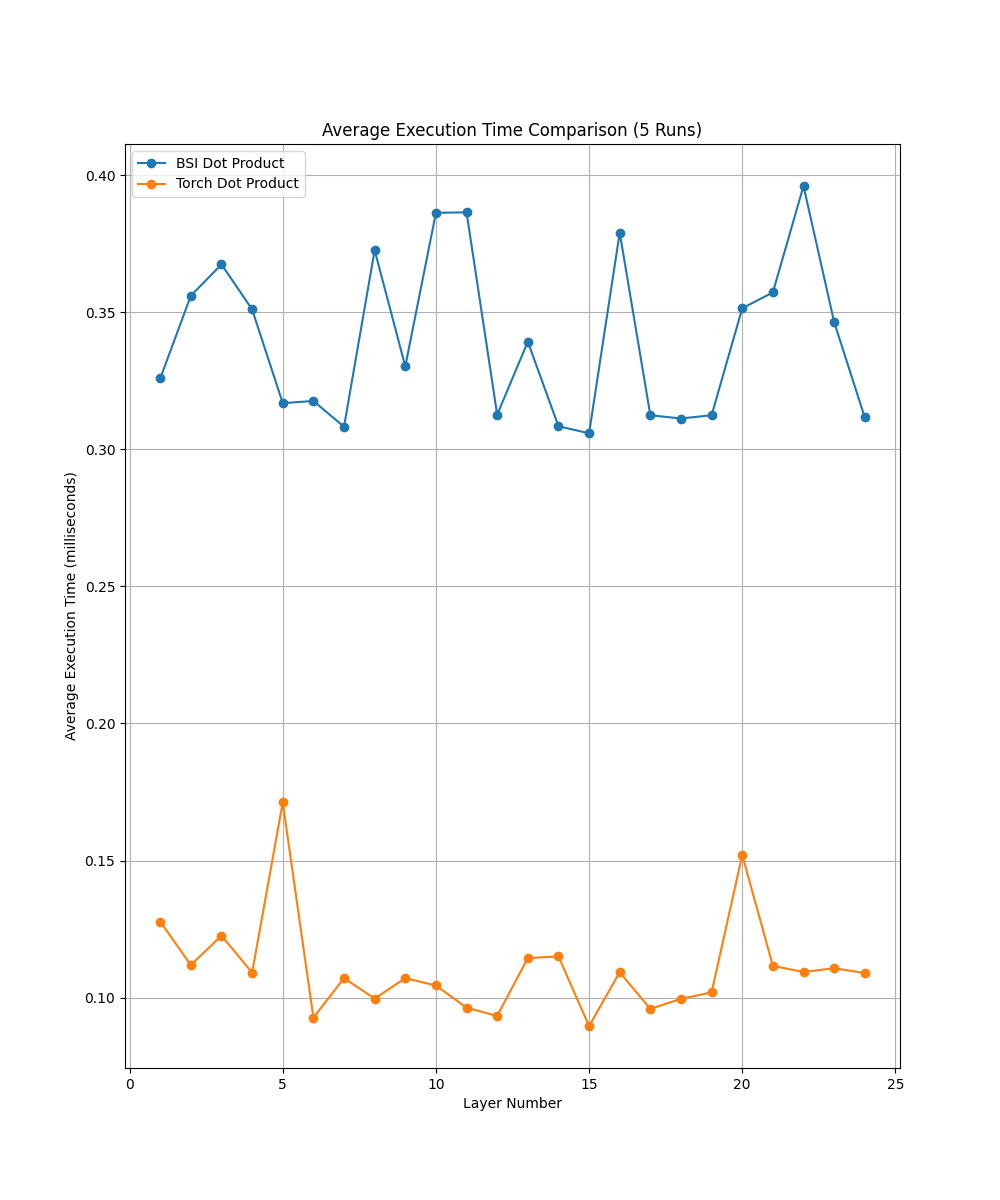 Average Execution Time Comparison (5 Runs)
BSI Dot Product
Torch Dot Product
0.40
0.35
0.30
0.25
0.20
0.15
0.10
Average Execution Time (milliseconds)
0 5 10 15 20 25
Layer Number